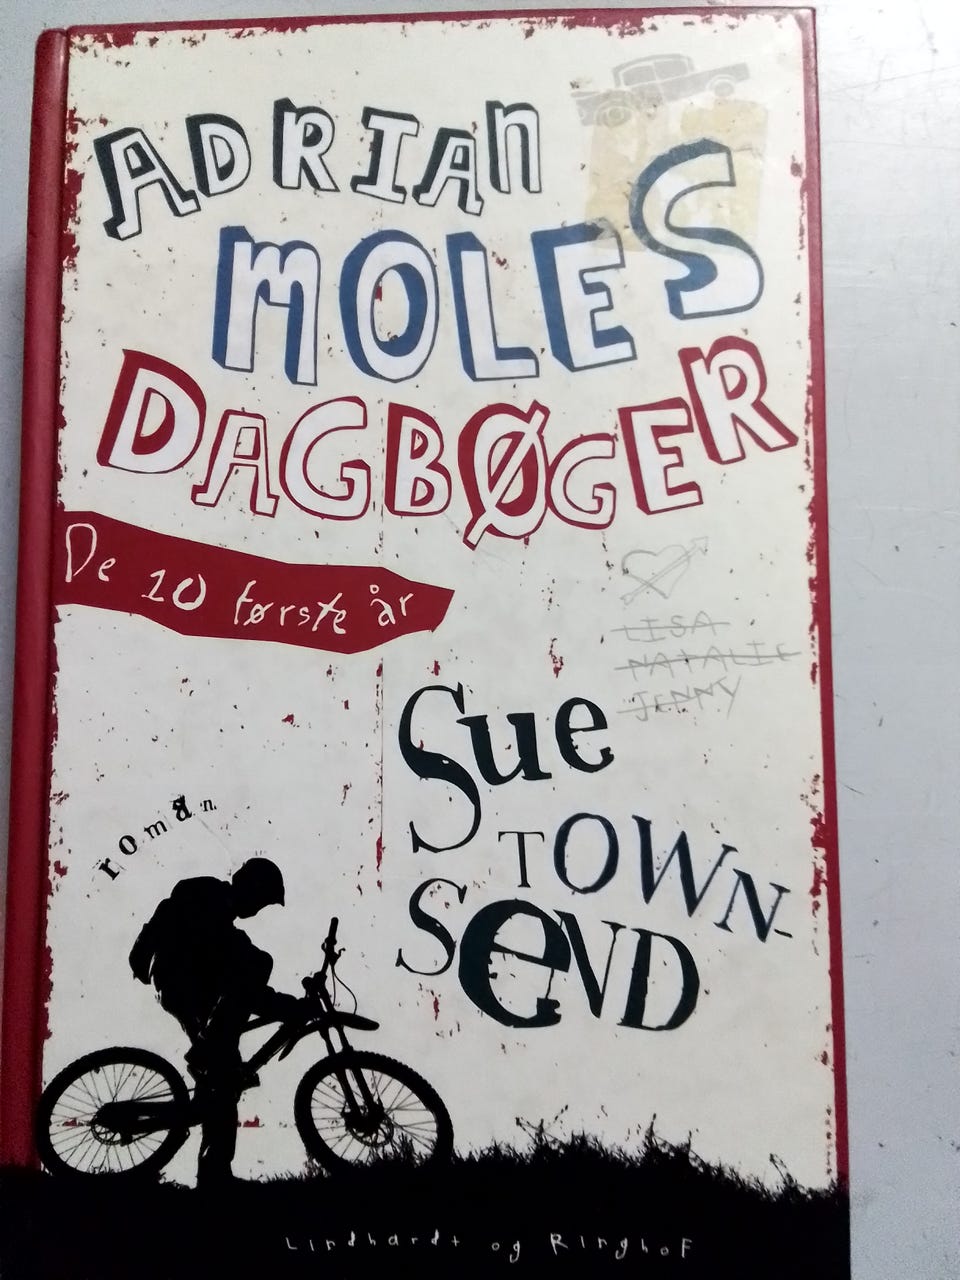 ADRIAN
MOLES
DAGBØGER
De 10 første år
LISA
NATALIE
JENNY
Sue
TOWN-
SeND
roman
Lindhardt og Ringhof